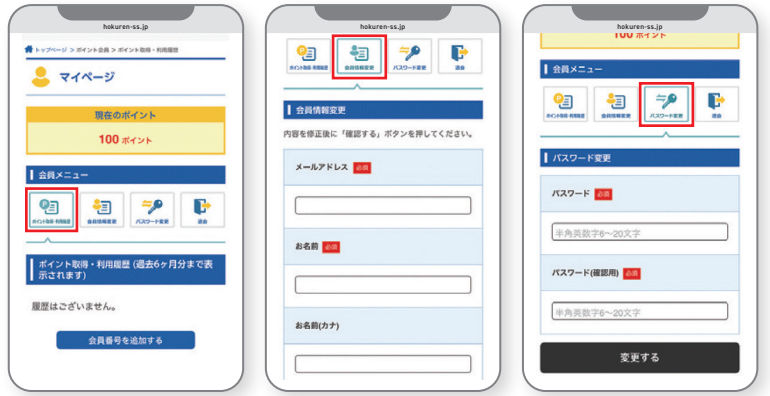 hokuren-ss.jp
トップページ > ポイント会員 > ポイント取得・利用履歴
マイページ
現在のポイント
100 ポイント
会員メニュー
ポイント取得・利用履歴
会員情報変更
パスワード変更
退会
ポイント取得・利用履歴 (過去6ヶ月分まで表
示されます)
履歴はございません。
会員番号を追加する
hokuren-ss.jp
ポイント取得・利用履歴
会員情報変更
パスワード変更
退会
会員情報変更
内容を修正後に「確認する」ボタンを押してください。
メールアドレス 必須
お名前 必須
お名前(カナ)
hokuren-ss.jp
100 ポイント
会員メニュー
ポイント取得・利用履歴
会員情報変更
パスワード変更
退会
パスワード変更
パスワード 必須
半角英数字6〜20文字
パスワード(確認用) 必須
半角英数字6〜20文字
変更する